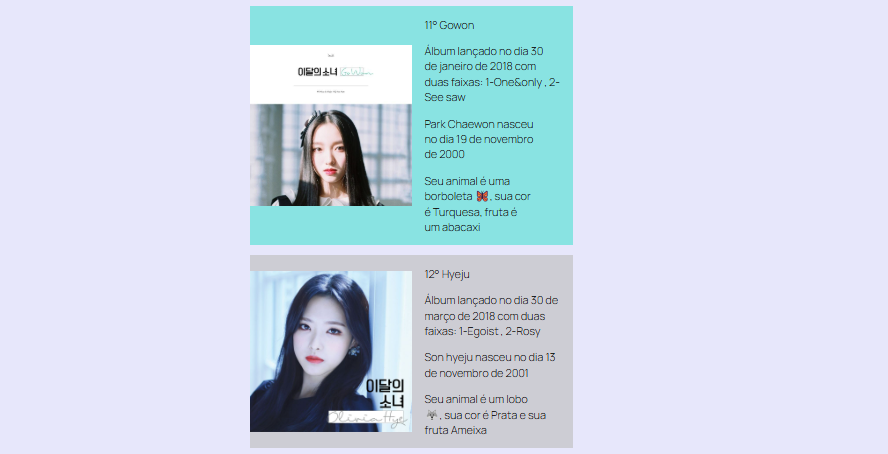 11° Gowon
Álbum lançado no dia 30
de janeiro de 2018 com
duas faixas: 1-One&only , 2-
See saw
Park Chaewon nasceu
no dia 19 de novembro
de 2000
Seu animal é uma
borboleta 🦋, sua cor
é Turquesa, fruta é
um abacaxi
이달의 소녀 Go Won
12° Hyeju
Álbum lançado no dia 30 de
março de 2018 com duas
faixas: 1-Egoist , 2-Rosy
Son hyeju nasceu no dia 13
de novembro de 2001
Seu animal é um lobo
🐺, sua cor é Prata e sua
fruta Ameixa
이달의
소녀
Olivia Hye